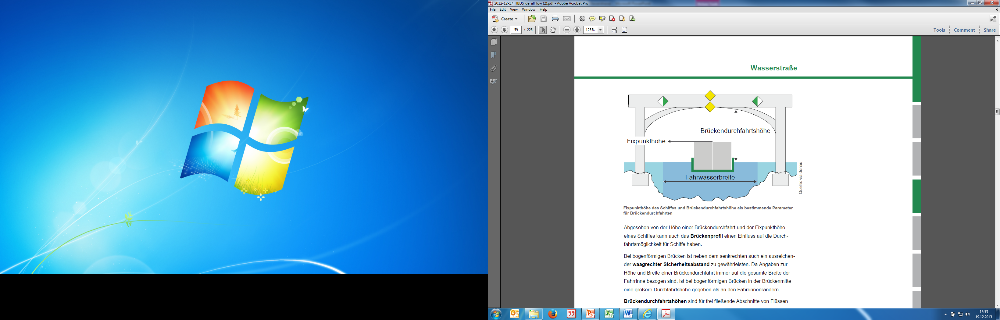 2012-12-17_HBDS_de_all_low (2).pdf - Adobe Acrobat Pro
File Edit View Window Help
Create
59 / 226
125%
Tools Comment Share
Wasserstraße
Brückendurchfahrtshöhe
Fixpunkthöhe
Fahrwasserbreite
Quelle: via donau
Fixpunkthöhe des Schiffes und Brückendurchfahrtshöhe als bestimmende Parameter
für Brückendurchfahrten
Abgesehen von der Höhe einer Brückendurchfahrt und der Fixpunkthöhe
eines Schiffes kann auch das Brückenprofil einen Einfluss auf die Durch-
fahrtsmöglichkeit für Schiffe haben.
Bei bogenförmigen Brücken ist neben dem senkrechten auch ein ausreichen-
der waagrechter Sicherheitsabstand zu gewährleisten. Da Angaben zur
Höhe und Breite einer Brückendurchfahrt immer auf die gesamte Breite der
Fahrrinne bezogen sind, ist bei bogenförmigen Brücken in der Brückenmitte
eine größere Durchfahrtshöhe gegeben als an den Fahrrinnenrändern.
Brückendurchfahrtshöhen sind für frei fließende Abschnitte von Flüssen
13:53
19.12.2013